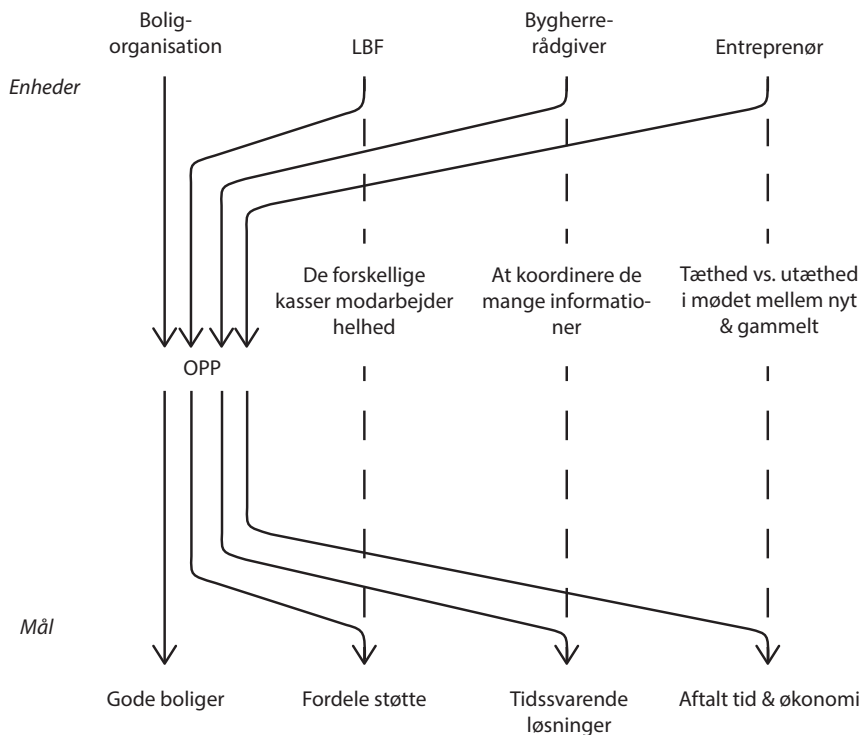 Bolig-
organisation
LBF
Bygherre-
rådgiver
Entreprenør
Enheder
De forskellige
kasser modarbejder
helhed
At koordinere de
mange informatio-
ner
Tæthed vs. utæthed
i mødet mellem nyt
& gammelt
OPP
Mål
Gode boliger
Fordele støtte
Tidssvarende
løsninger
Aftalt tid & økonomi